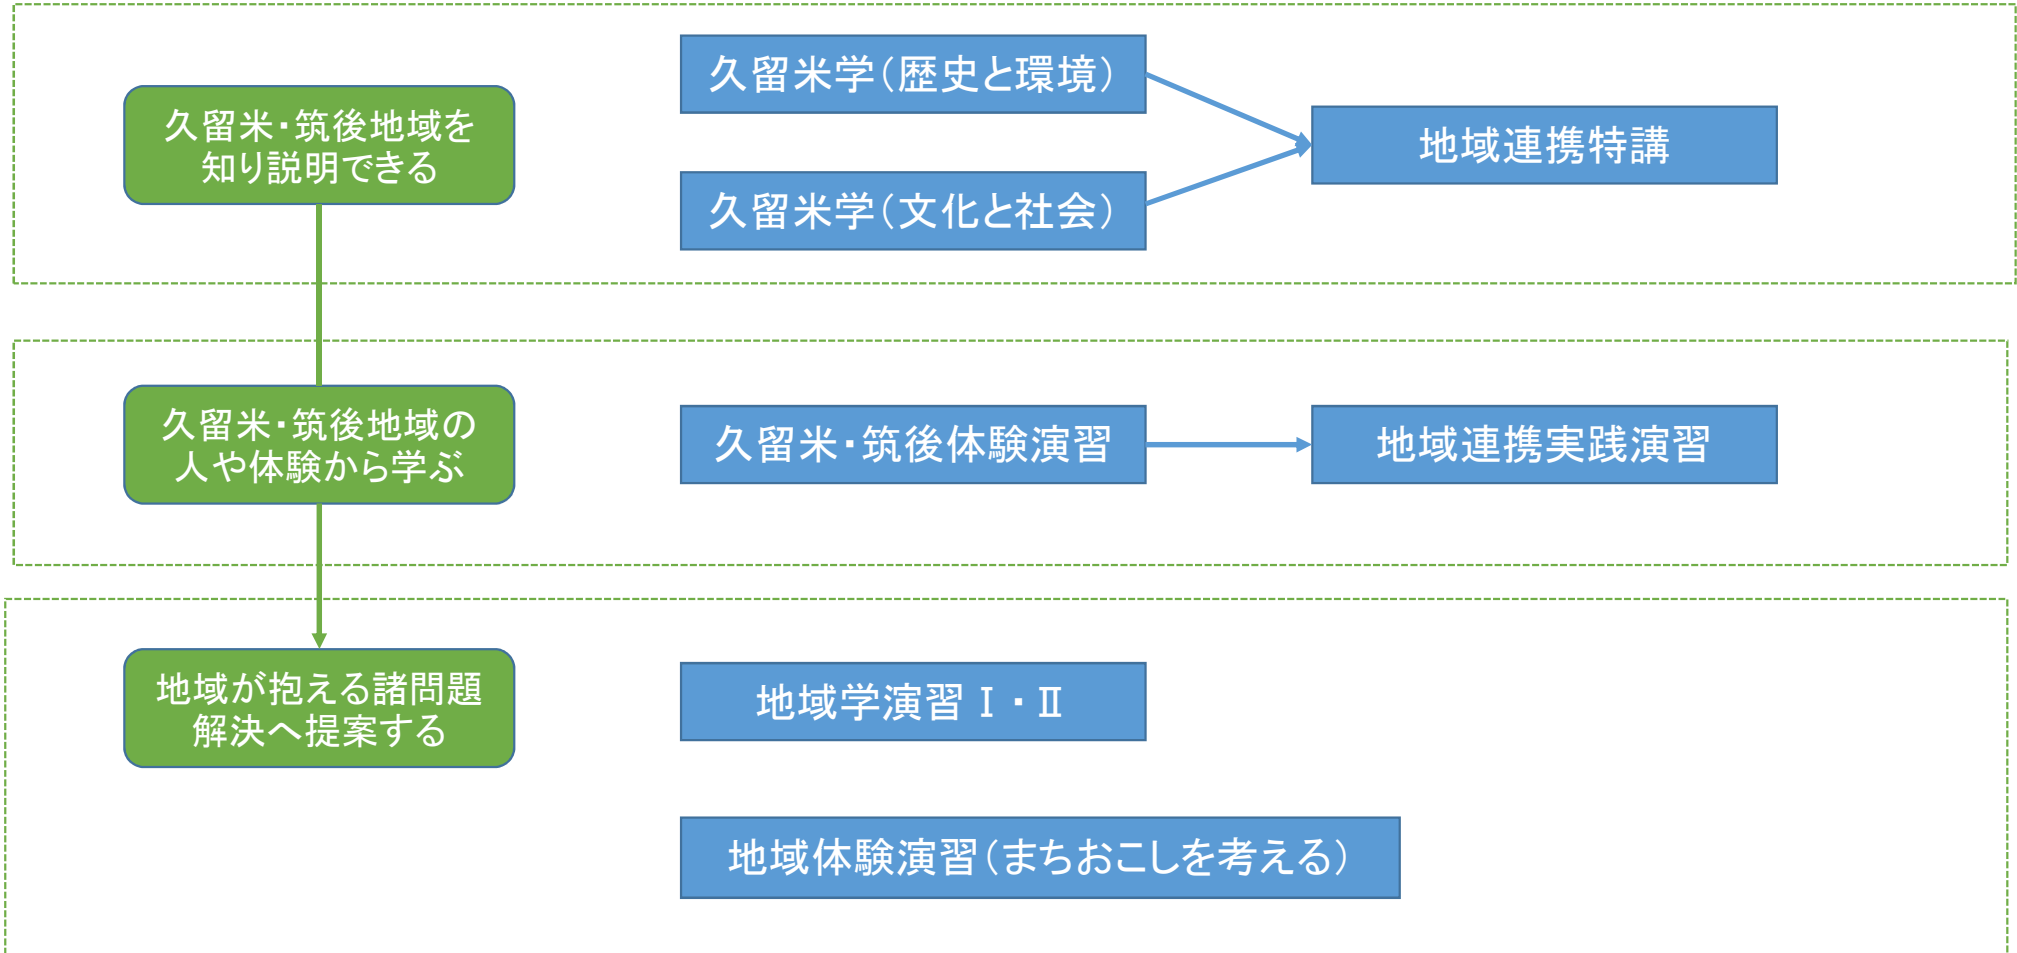 久留米学(歴史と環境)
久留米・筑後地域を
知り説明できる
地域連携特講
久留米学(文化と社会)
久留米・筑後地域の
人や体験から学ぶ
久留米・筑後体験演習
地域連携実践演習
地域が抱える諸問題
解決へ提案する
地域学演習Ⅰ・Ⅱ
地域体験演習(まちおこしを考える)